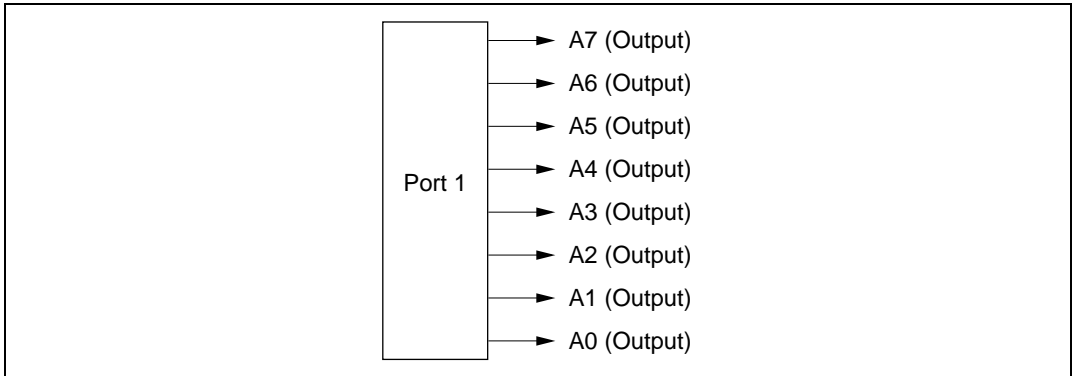 A7 (Output)
A6 (Output)
A5 (Output)
A4 (Output)
Port 1
A3 (Output)
A2 (Output)
A1 (Output)
A0 (Output)